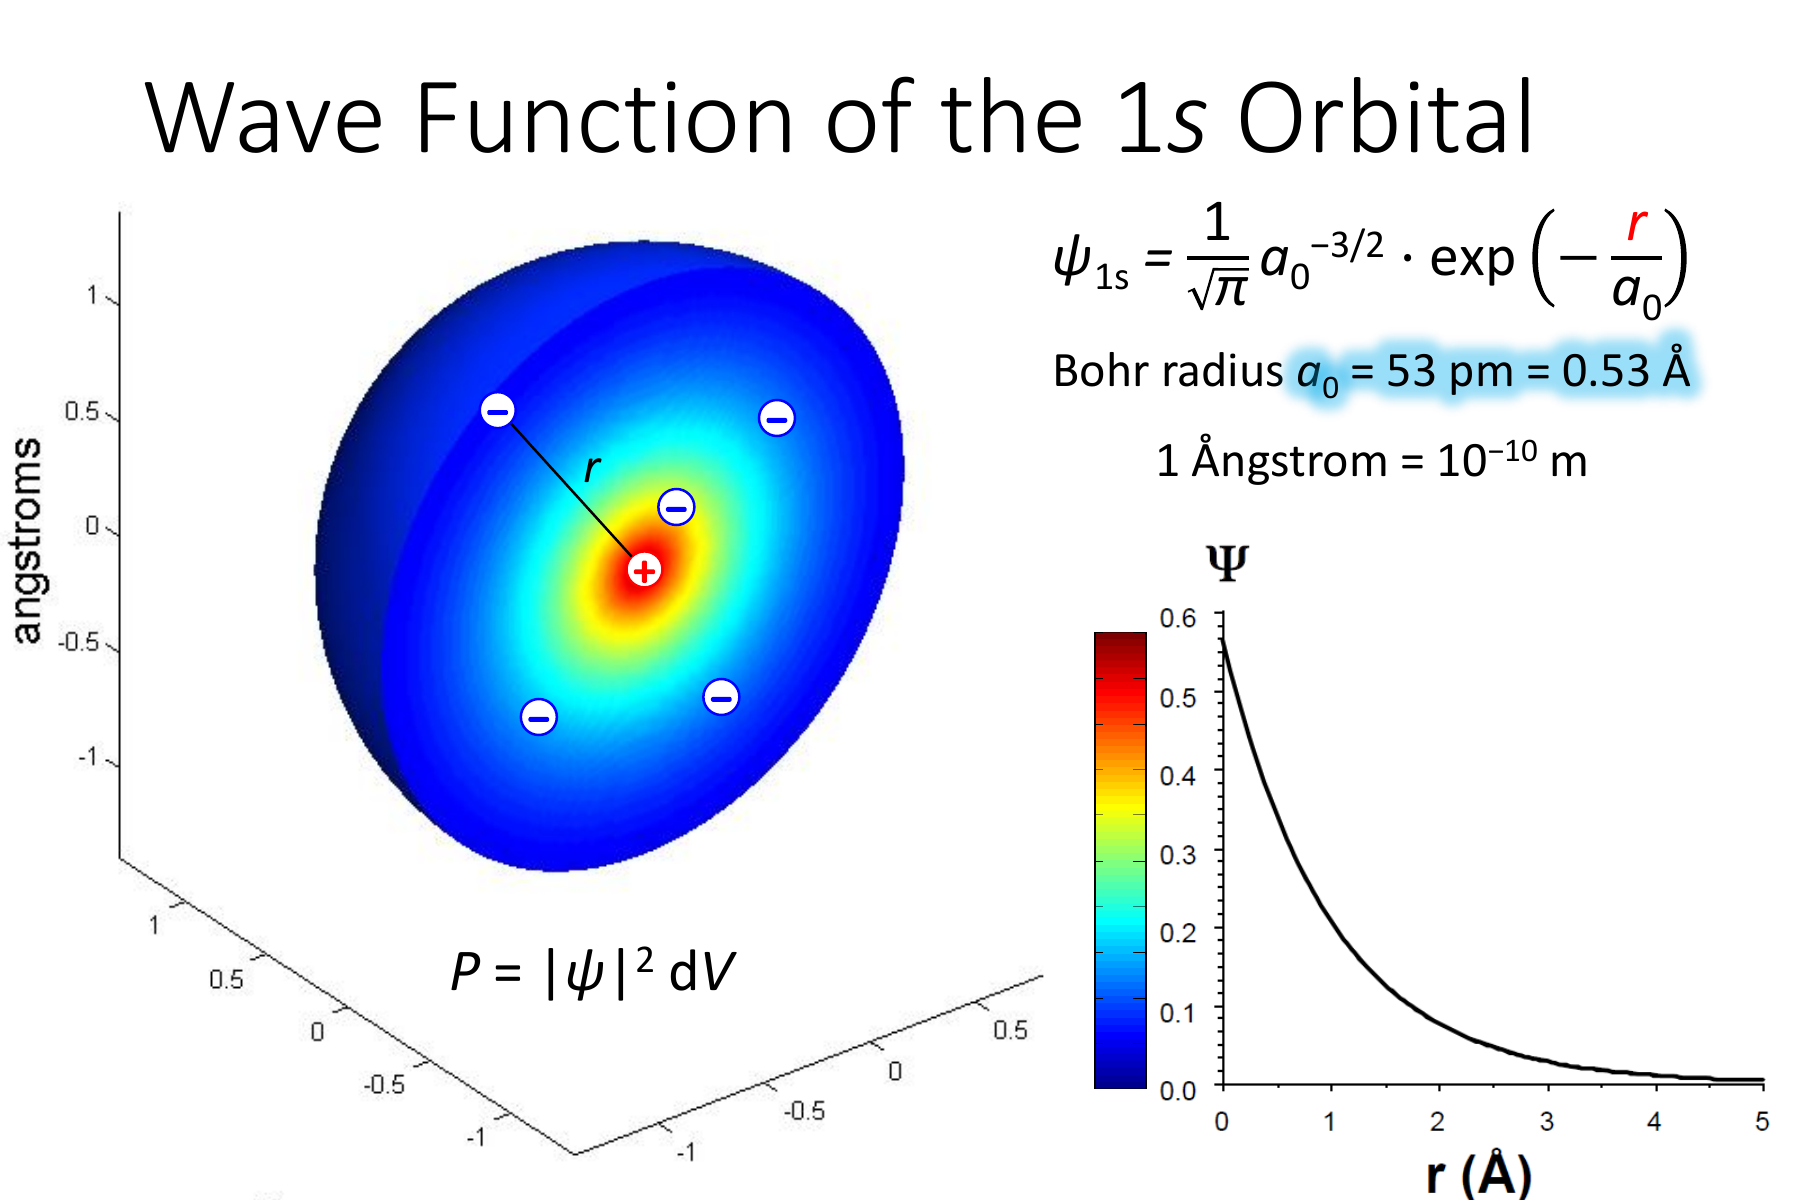 Wave Function of the 1s Orbital
ψ1s = 1/√π a0⁻³/² · exp (− r/a0)
Bohr radius a0 = 53 pm = 0.53 Å
1 Ångstrom = 10⁻¹⁰ m
angstroms
1
0.5
0
-0.5
-1
1
0.5
0
-0.5
-1
-1
-0.5
0
0.5
−
−
r
−
+
−
−
P = |ψ|² dV
Ψ
0.6
0.5
0.4
0.3
0.2
0.1
0.0
0 1 2 3 4 5
r (Å)